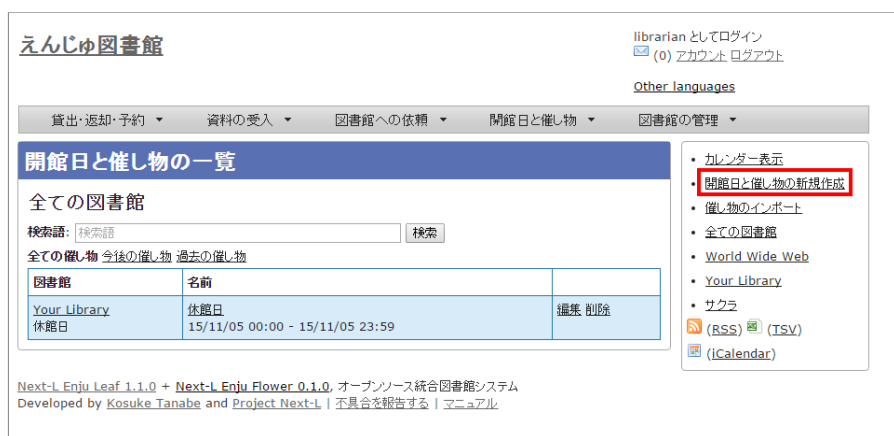 えんじゅ図書館
librarian としてログイン
(0) アカウント ログアウト
Other languages
貸出・返却・予約 ▼ 資料の受入 ▼ 図書館への依頼 ▼ 開館日と催し物 ▼ 図書館の管理 ▼
開館日と催し物の一覧
全ての図書館
検索語: 検索語 検索
全ての催し物 今後の催し物 過去の催し物
図書館 名前
Your Library 休館日 編集 削除
休館日 15/11/05 00:00 - 15/11/05 23:59
• カレンダー表示
• 開館日と催し物の新規作成
• 催し物のインポート
• 全ての図書館
• World Wide Web
• Your Library
• サクラ
(RSS) (TSV)
(iCalendar)
Next-L Enju Leaf 1.1.0 + Next-L Enju Flower 0.1.0, オープンソース統合図書館システム
Developed by Kosuke Tanabe and Project Next-L | 不具合を報告する | マニュアル